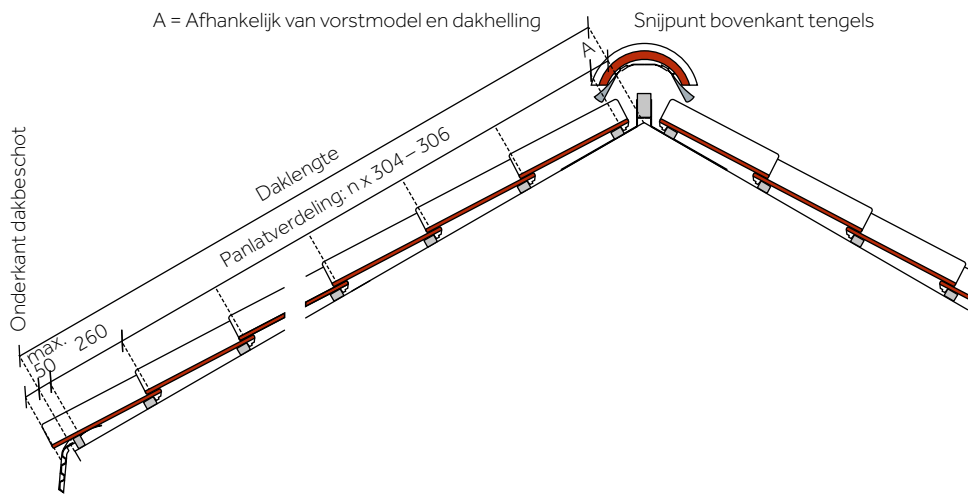 A = Afhankelijk van vorstmodel en dakhelling
Snijpunt bovenkant tengels
A
Daklengte
Panlatverdeling: n x 304 – 306
Onderkant dakbeschot
max.
50
260